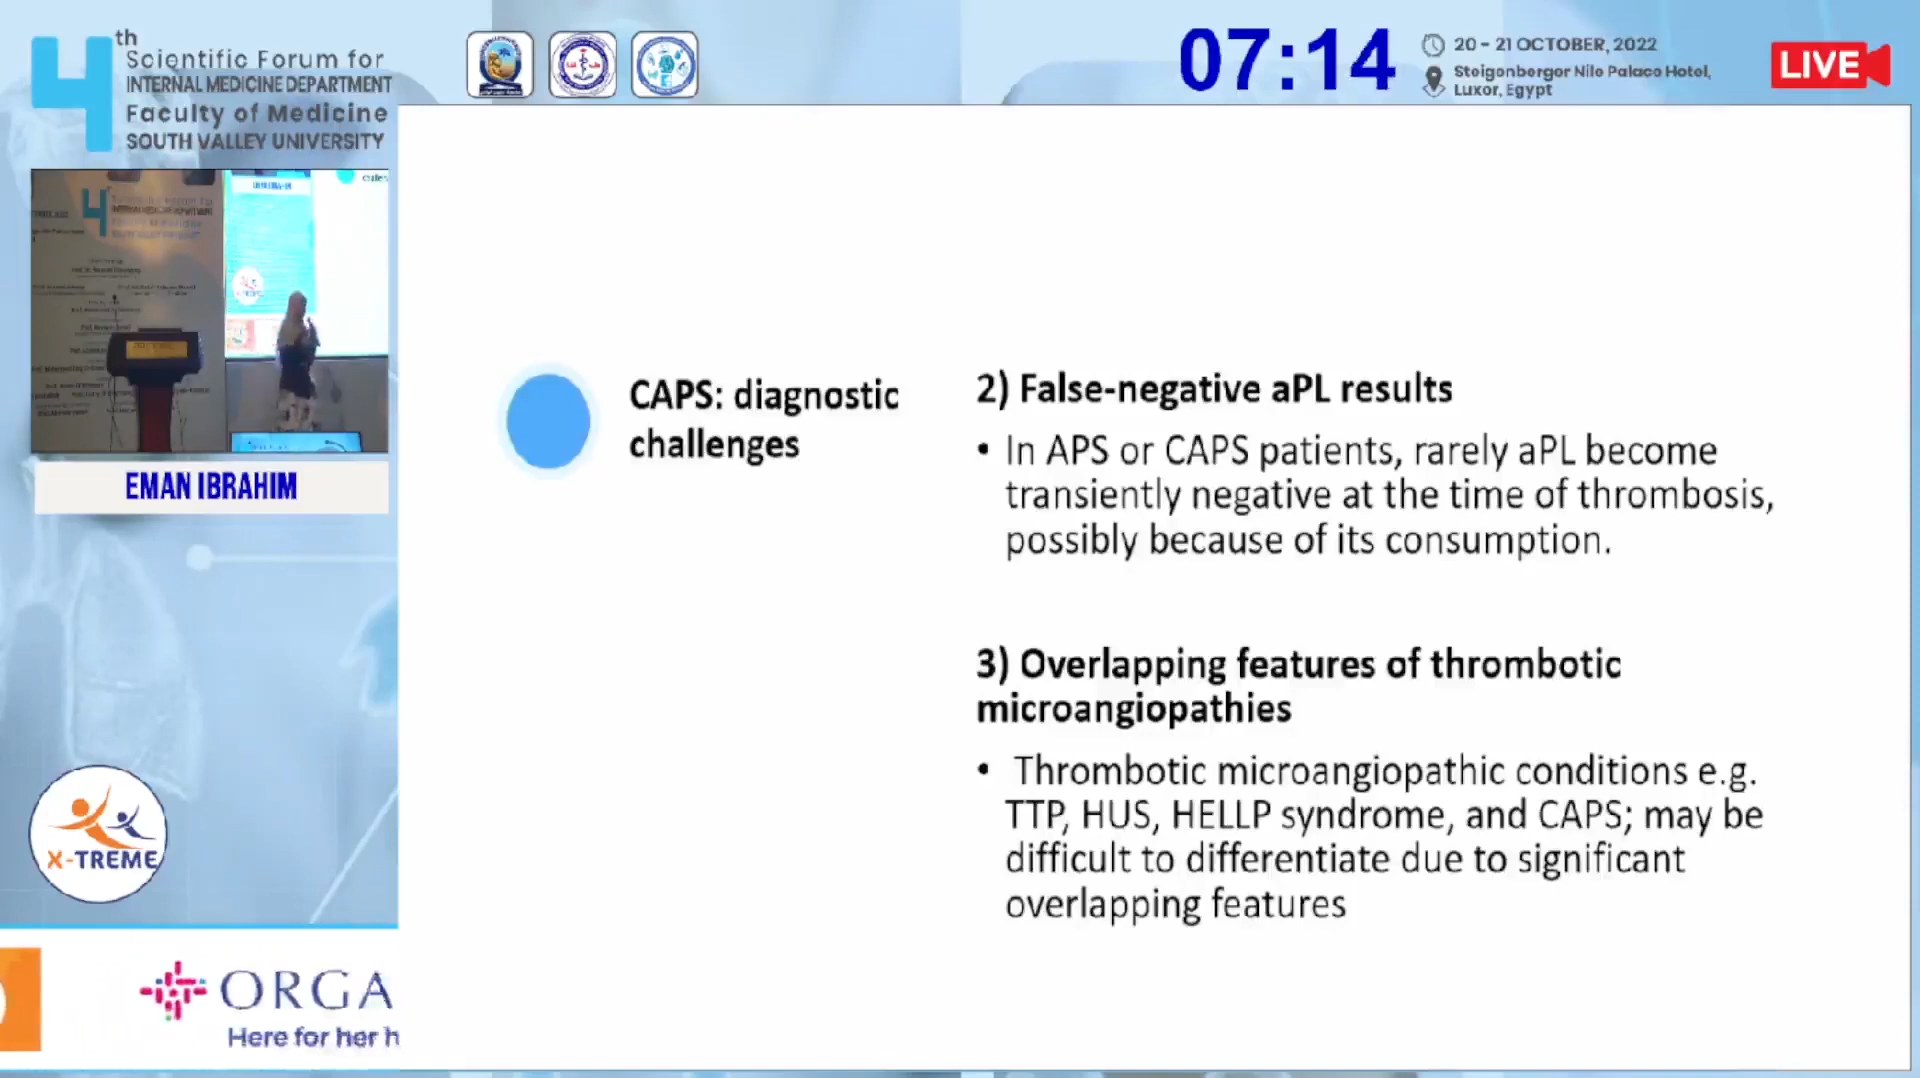 4th
Scientific Forum for
INTERNAL MEDICINE DEPARTMENT
Faculty of Medicine
SOUTH VALLEY UNIVERSITY
07:14
20 - 21 OCTOBER, 2022
Steigenberger Nile Palace Hotel,
Luxor, Egypt
LIVE
EMAN IBRAHIM
CAPS: diagnostic
challenges
2) False-negative aPL results
• In APS or CAPS patients, rarely aPL become
transiently negative at the time of thrombosis,
possibly because of its consumption.
3) Overlapping features of thrombotic
microangiopathies
• Thrombotic microangiopathic conditions e.g.
TTP, HUS, HELLP syndrome, and CAPS; may be
difficult to differentiate due to significant
overlapping features
X-TREME
ORGA
Here for her h